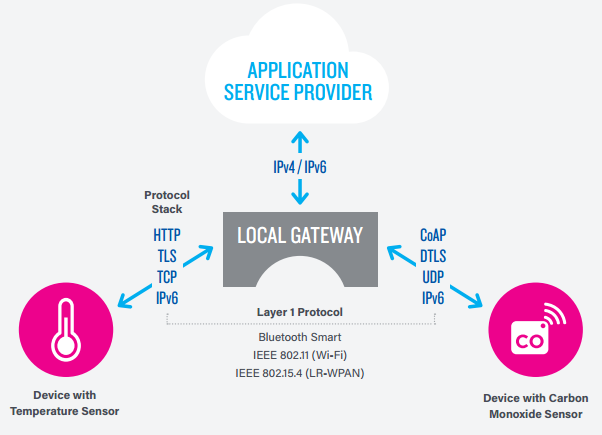 APPLICATION
SERVICE PROVIDER
IPv4 / IPv6
Protocol
Stack
HTTP
TLS
TCP
IPv6
LOCAL GATEWAY
CoAP
DTLS
UDP
IPv6
Layer 1 Protocol
Bluetooth Smart
IEEE 802.11 (Wi-Fi)
IEEE 802.15.4 (LR-WPAN)
CO
Device with
Temperature Sensor
Device with Carbon
Monoxide Sensor